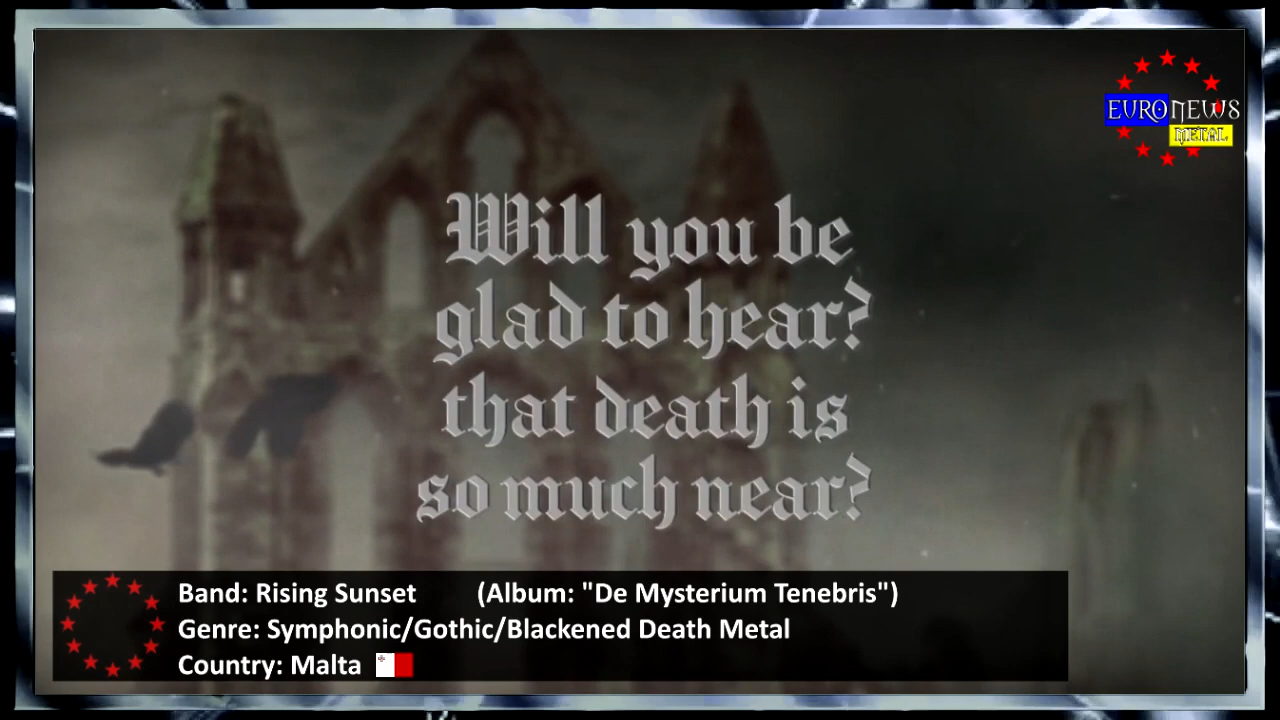 EURONEWS
METAL
Will you be
glad to hear?
that death is
so much near?
Band: Rising Sunset (Album: "De Mysterium Tenebris")
Genre: Symphonic/Gothic/Blackened Death Metal
Country: Malta